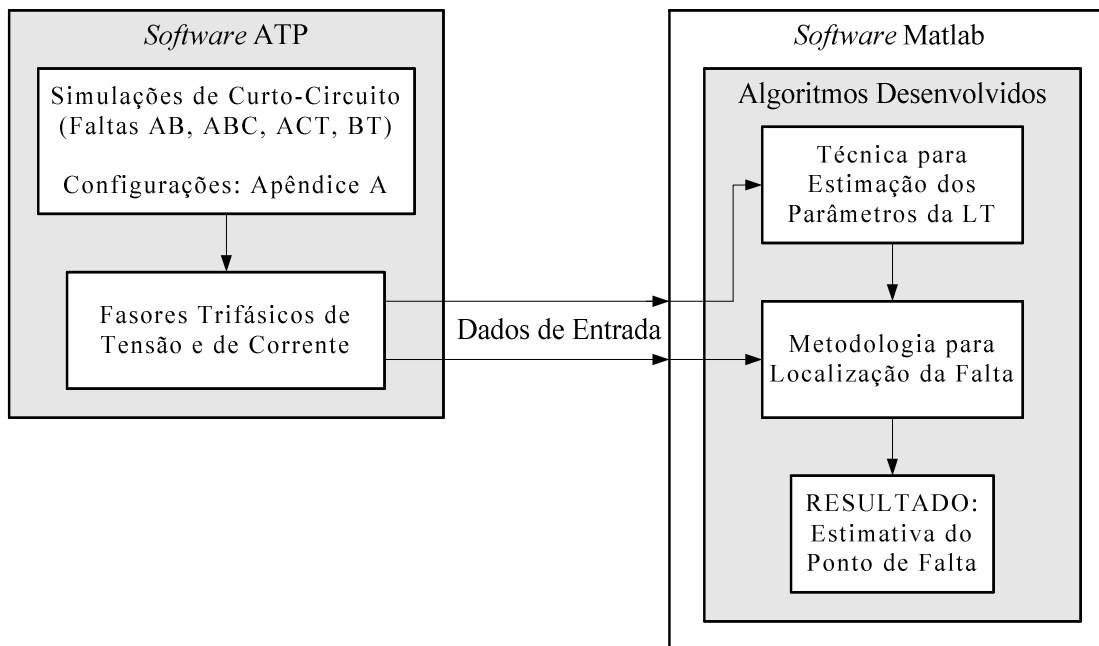 Software ATP
Simulações de Curto-Circuito
(Faltas AB, ABC, ACT, BT)
Configurações: Apêndice A
Fasores Trifásicos de
Tensão e de Corrente
Dados de Entrada
Software Matlab
Algoritmos Desenvolvidos
Técnica para
Estimação dos
Parâmetros da LT
Metodologia para
Localização da Falta
RESULTADO:
Estimativa do
Ponto de Falta